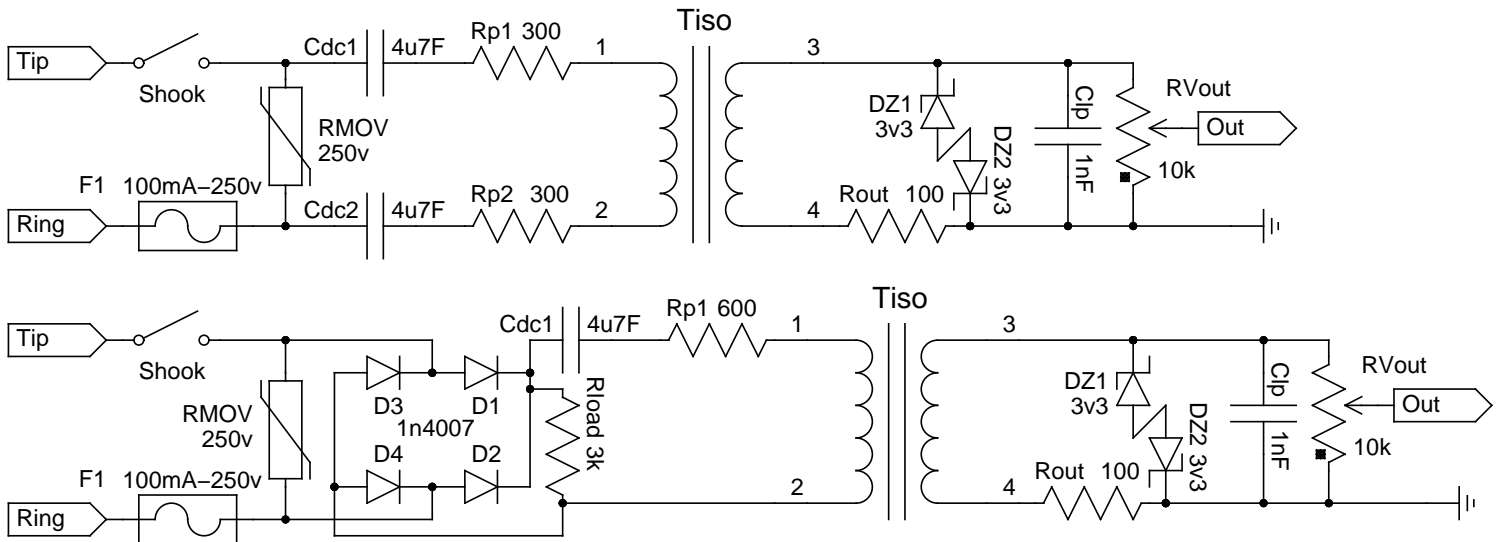 Tiso
Tip
Shook
Cdc1
4u7F
Rp1 300
1
3
RMOV
250v
DZ1
3v3
DZ2 3v3
Clp
1nF
RVout
Out
10k
F1
100mA−250v
Ring
Cdc2
4u7F
Rp2 300
2
4
Rout 100
Tiso
Tip
Shook
Cdc1
4u7F
Rp1 600
1
3
RMOV
250v
D3
D1
1n4007
D4
D2
Rload 3k
DZ1
3v3
DZ2 3v3
Clp
1nF
RVout
Out
10k
F1
100mA−250v
Ring
2
4
Rout 100